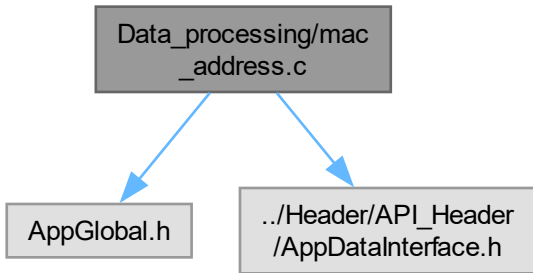 Data_processing/mac
_address.c
AppGlobal.h
../Header/API_Header
/AppDataInterface.h